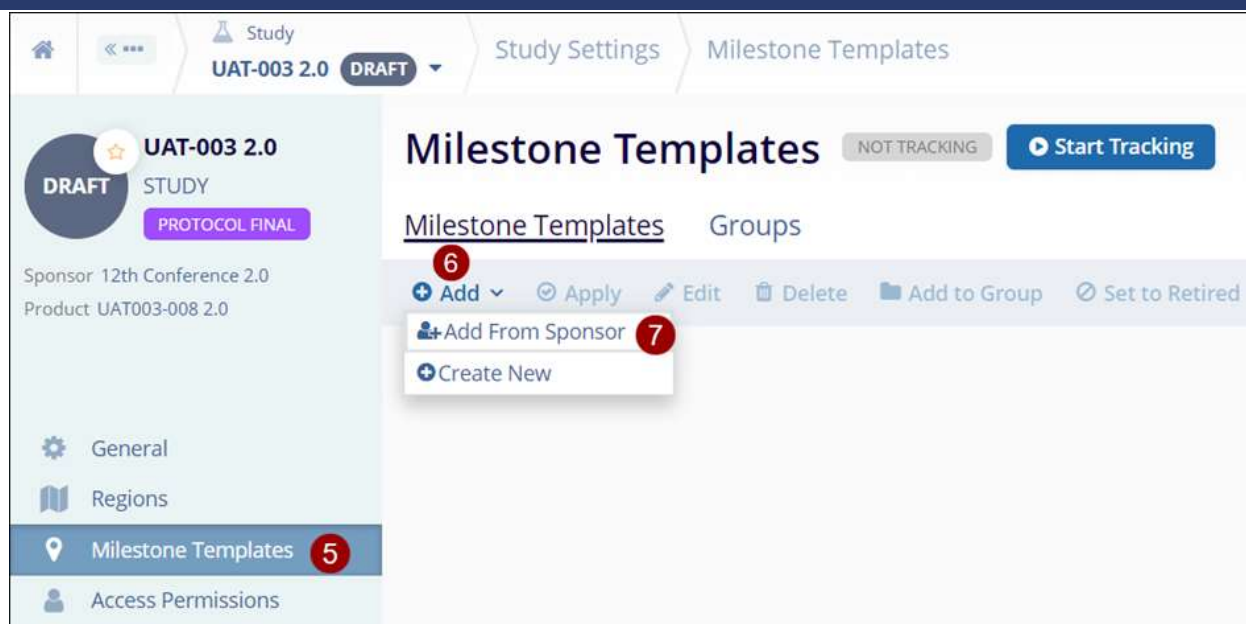 Study
UAT-003 2.0 DRAFT
Study Settings
Milestone Templates
DRAFT
UAT-003 2.0
STUDY
PROTOCOL FINAL
Sponsor 12th Conference 2.0
Product UAT003-008 2.0
General
Regions
Milestone Templates 5
Access Permissions
Milestone Templates NOT TRACKING Start Tracking
Milestone Templates Groups
6
Add Apply Edit Delete Add to Group Set to Retired
Add From Sponsor 7
Create New